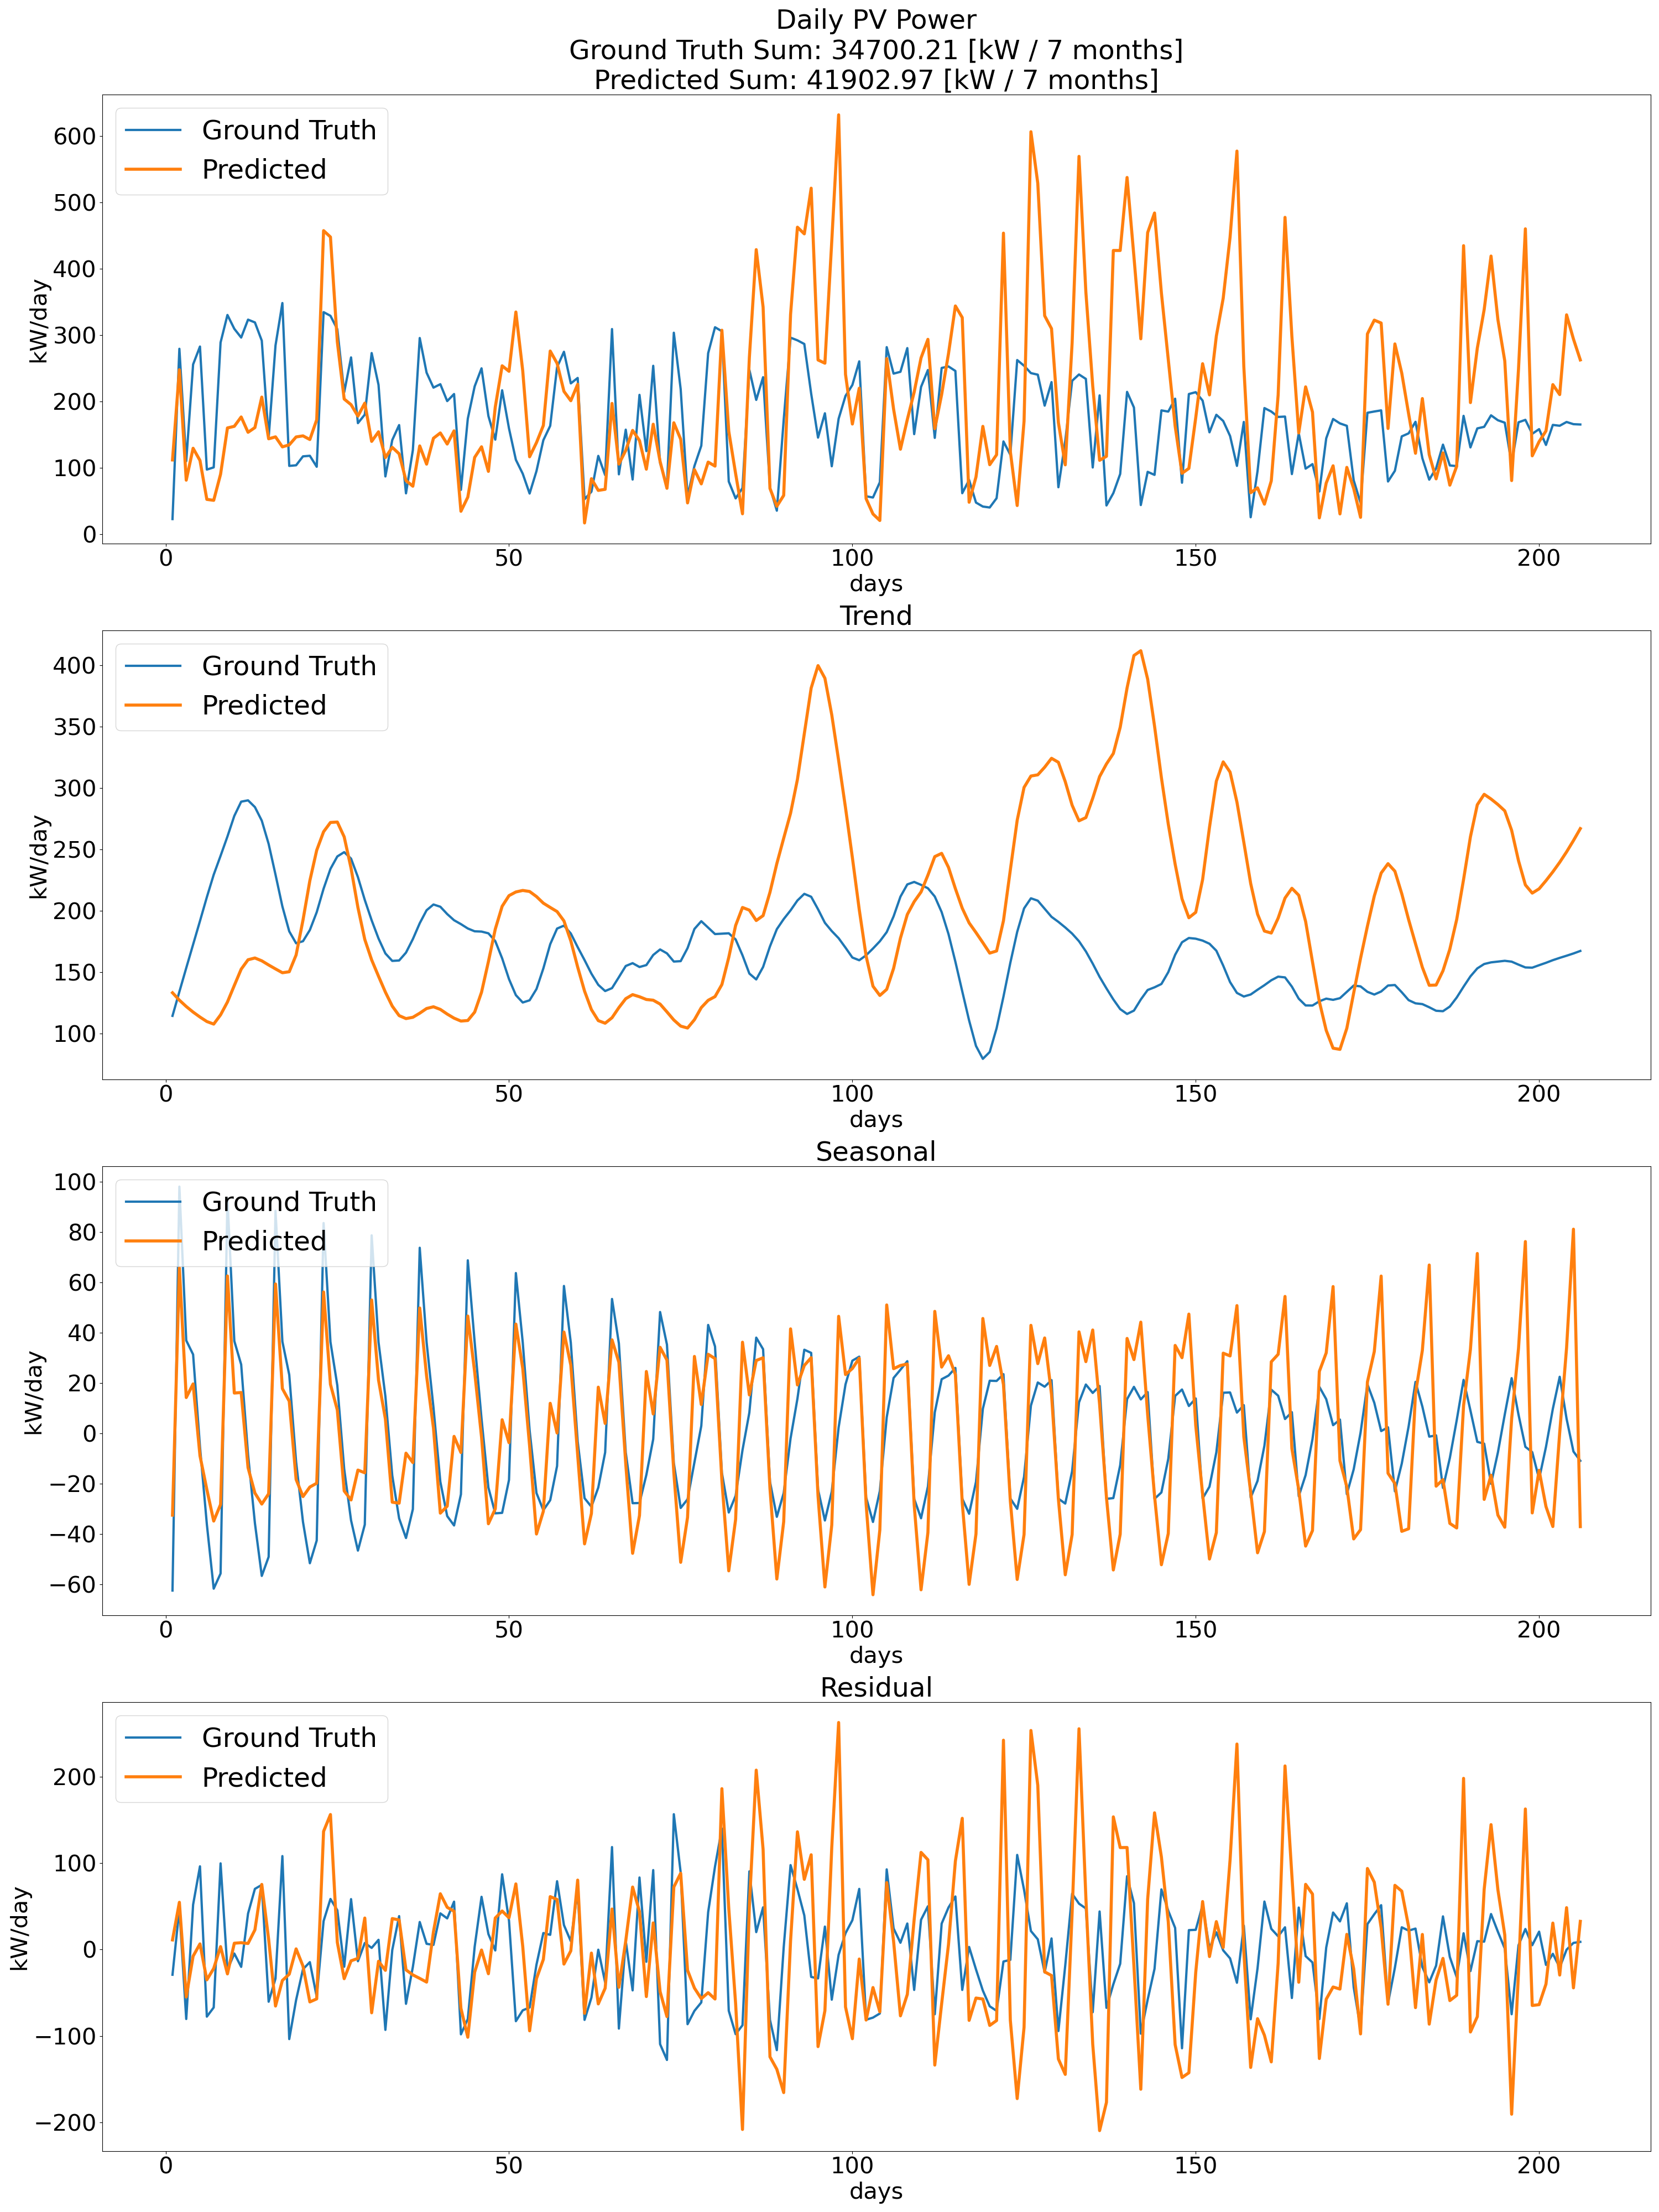 Daily PV Power
Ground Truth Sum: 34700.21 [kW / 7 months]
Predicted Sum: 41902.97 [kW / 7 months]
Ground Truth
Predicted
kW/day
600
500
400
300
200
100
0
0 50 100 150 200
days
Trend
Ground Truth
Predicted
kW/day
400
350
300
250
200
150
100
0 50 100 150 200
days
Seasonal
Ground Truth
Predicted
kW/day
100
80
60
40
20
0
−20
−40
−60
0 50 100 150 200
days
Residual
Ground Truth
Predicted
kW/day
200
100
0
−100
−200
0 50 100 150 200
days